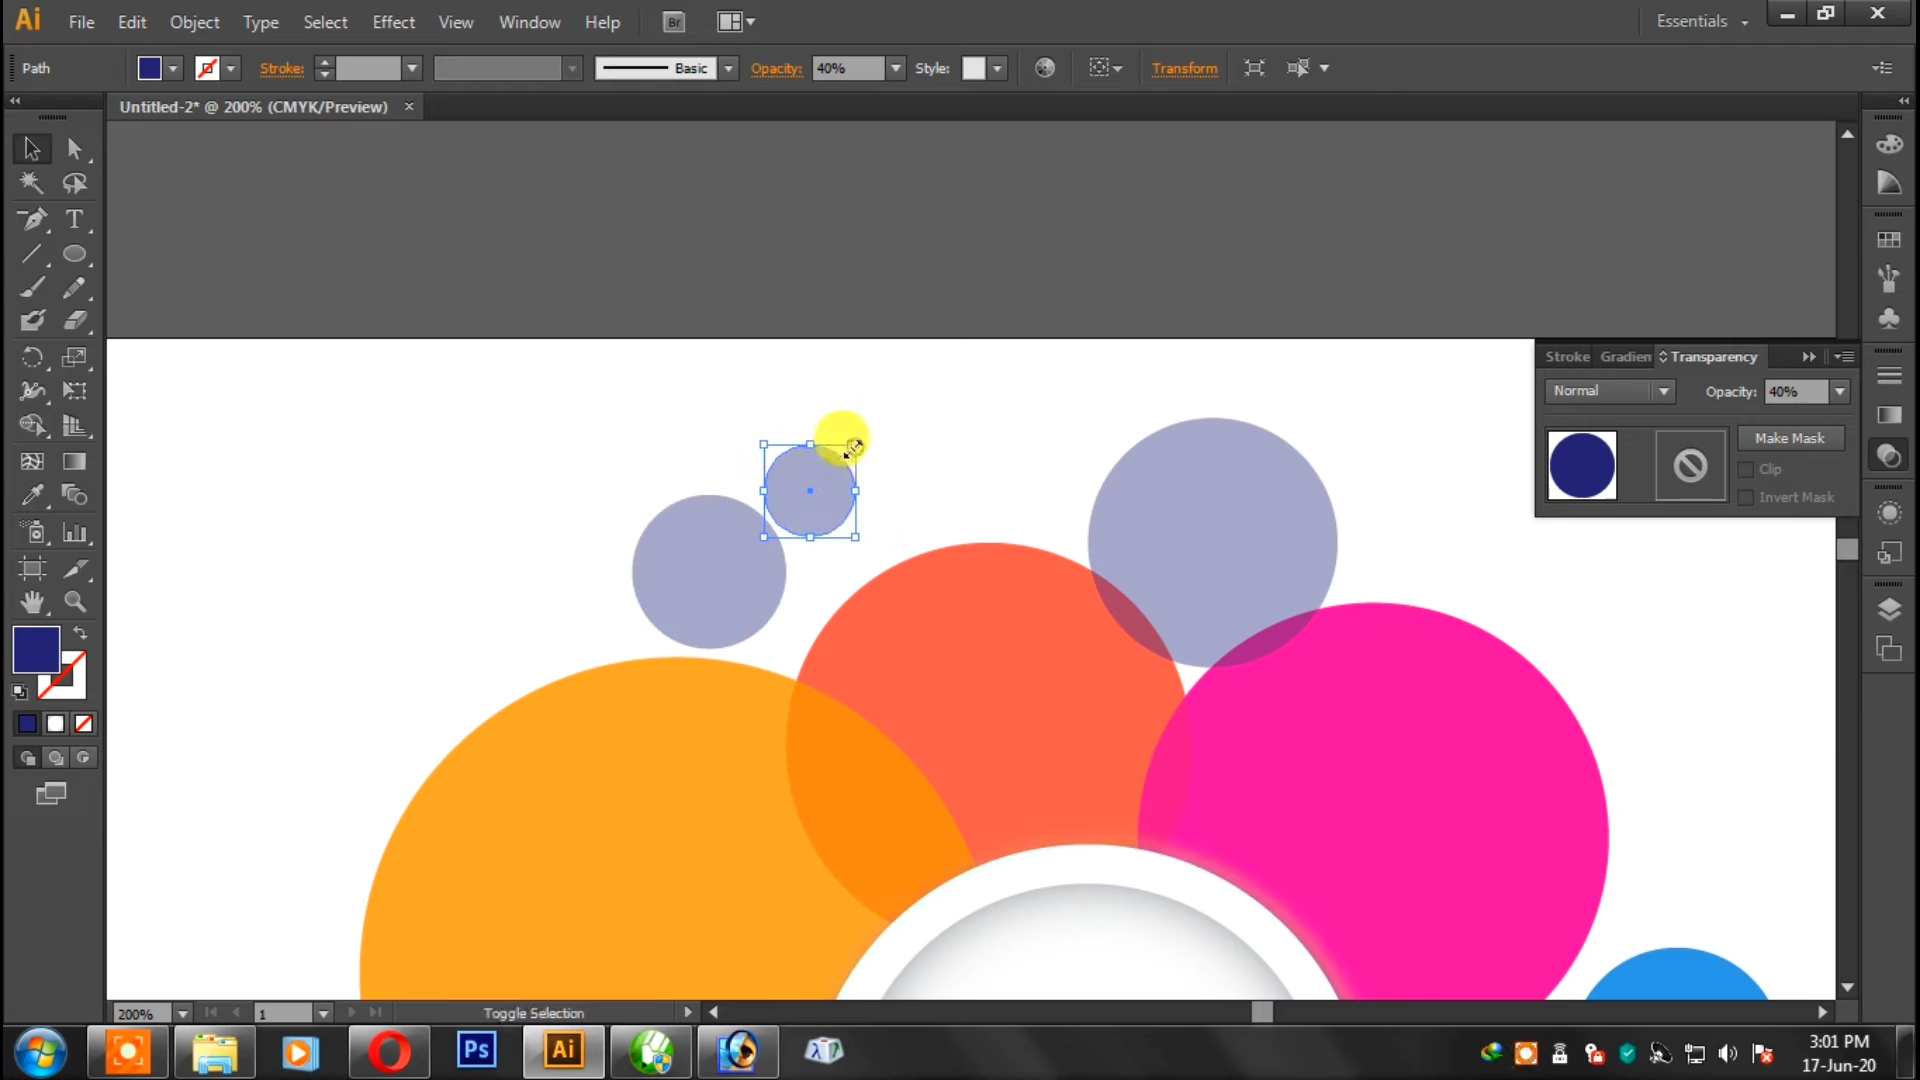 Ai File Edit Object Type Select Effect View Window Help Br Essentials
Path Stroke: Basic Opacity: 40% Style: Transform
Untitled-2* @ 200% (CMYK/Preview) ×
T
Stroke Gradien Transparency
Normal Opacity: 40%
Make Mask
Clip
Invert Mask
200% 1 Toggle Selection
Ps Ai λ?
3:01 PM
17-Jun-20